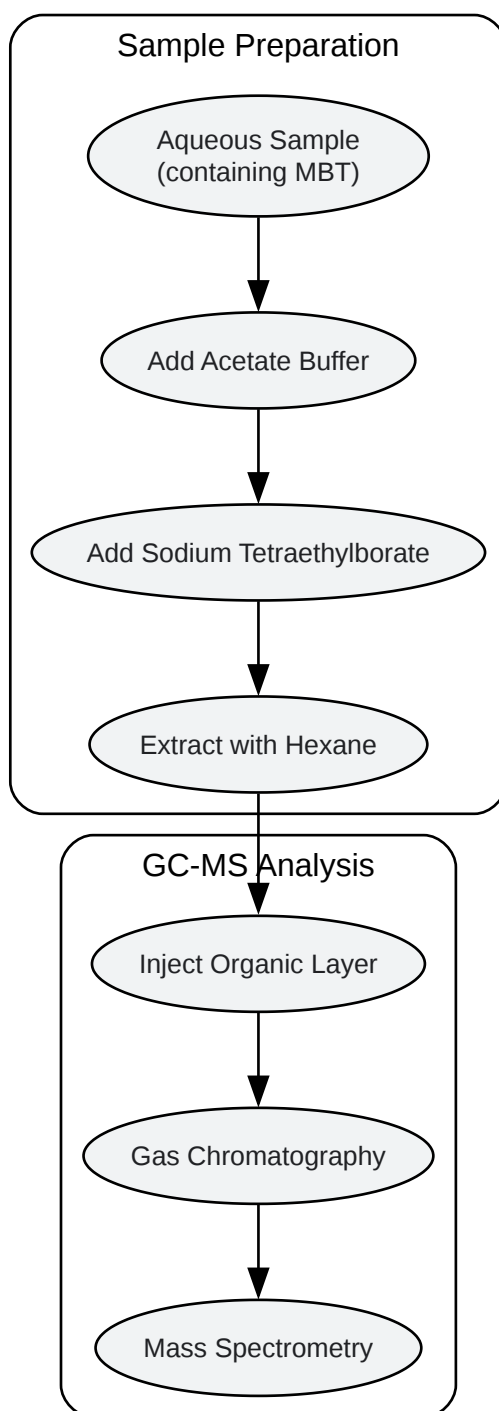 Sample Preparation
Aqueous Sample
(containing MBT)
Add Acetate Buffer
Add Sodium Tetraethylborate
Extract with Hexane
GC-MS Analysis
Inject Organic Layer
Gas Chromatography
Mass Spectrometry